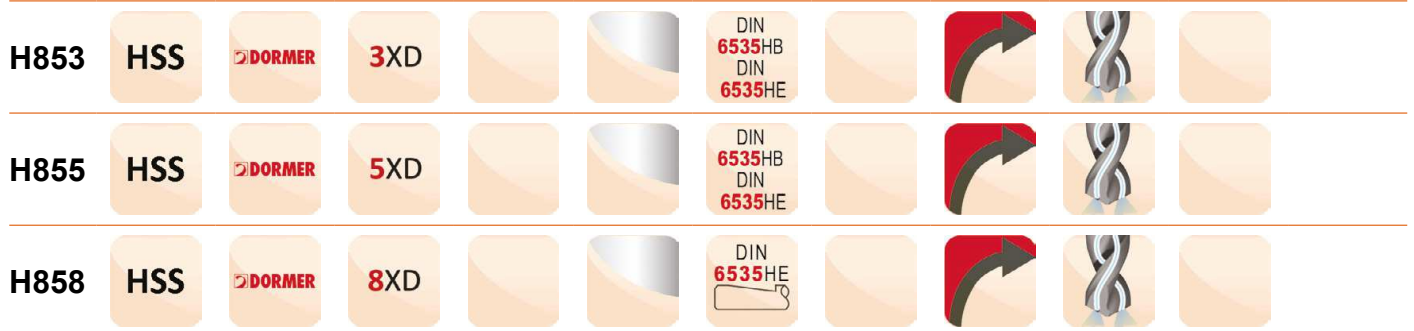 H853 HSS DORMER 3XD DIN 6535HB DIN 6535HE
H855 HSS DORMER 5XD DIN 6535HB DIN 6535HE
H858 HSS DORMER 8XD DIN 6535HE